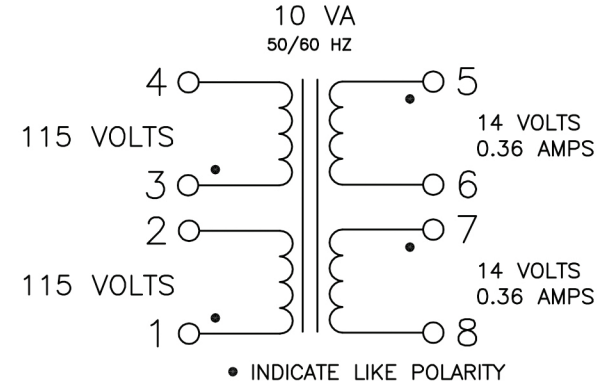 10 VA
50/60 HZ
4
5
115 VOLTS
14 VOLTS
0.36 AMPS
3
6
2
7
115 VOLTS
14 VOLTS
0.36 AMPS
1
8
INDICATE LIKE POLARITY